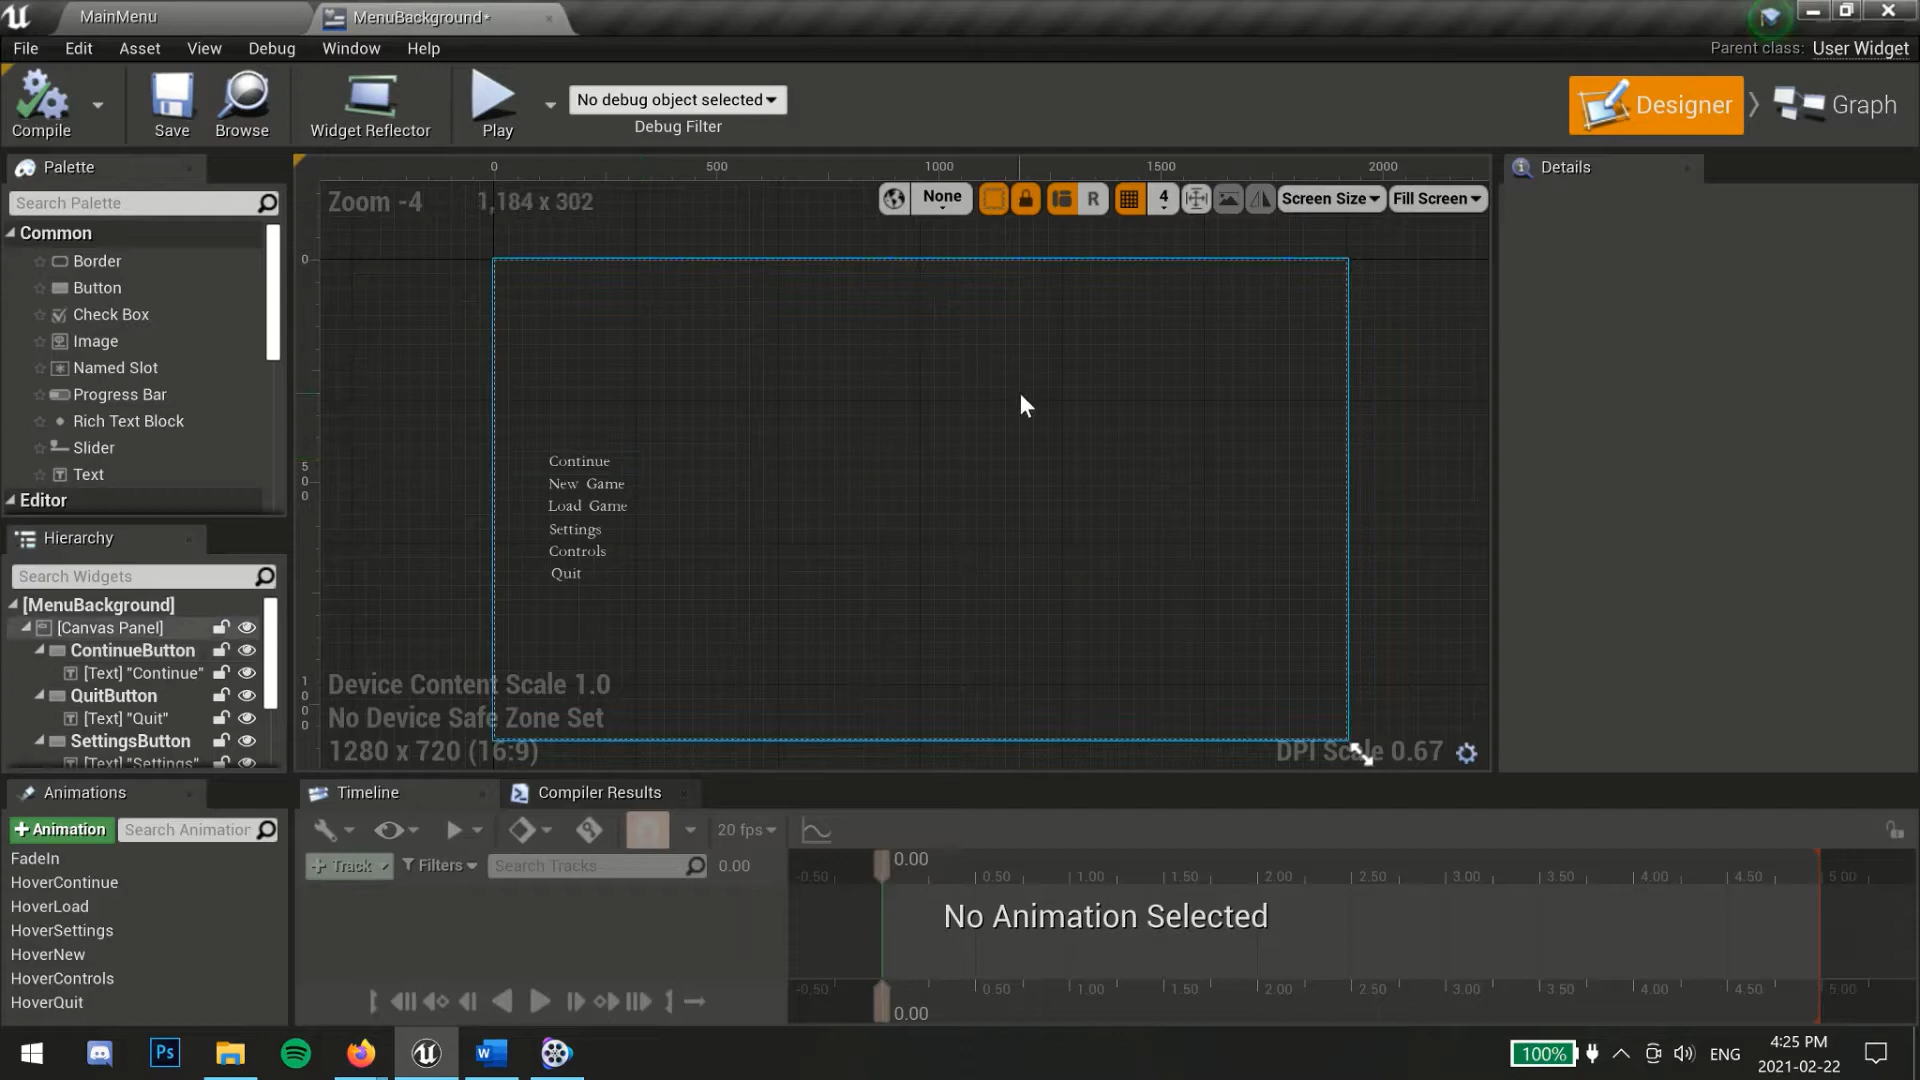 MainMenu
MenuBackground*
File Edit Asset View Debug Window Help
Parent class: User Widget
Compile
Save
Browse
Widget Reflector
Play
No debug object selected
Debug Filter
Designer
Graph
Palette
Search Palette
Common
Border
Button
Check Box
Image
Named Slot
Progress Bar
Rich Text Block
Slider
Text
Editor
0 500 1000 1500 2000
Zoom -4
1,184 x 302
None
R
4
Screen Size
Fill Screen
0
500
1000
Continue
New Game
Load Game
Settings
Controls
Quit
Device Content Scale 1.0
No Device Safe Zone Set
1280 x 720 (16:9)
DPI Scale 0.67
Details
Hierarchy
Search Widgets
[MenuBackground]
[Canvas Panel]
ContinueButton
[Text] "Continue"
QuitButton
[Text] "Quit"
SettingsButton
[Text] "Settings"
Animations
+Animation
Search Animation
FadeIn
HoverContinue
HoverLoad
HoverSettings
HoverNew
HoverControls
HoverQuit
Timeline
Compiler Results
20 fps
+ Track
Filters
Search Tracks
0.00
0.00
-0.50 0.50 1.00 1.50 2.00 2.50 3.00 3.50 4.00 4.50 5.00
No Animation Selected
-0.50 0.50 1.00 1.50 2.00 2.50 3.00 3.50 4.00 4.50 5.00
0.00
Ps
100%
ENG
4:25 PM
2021-02-22